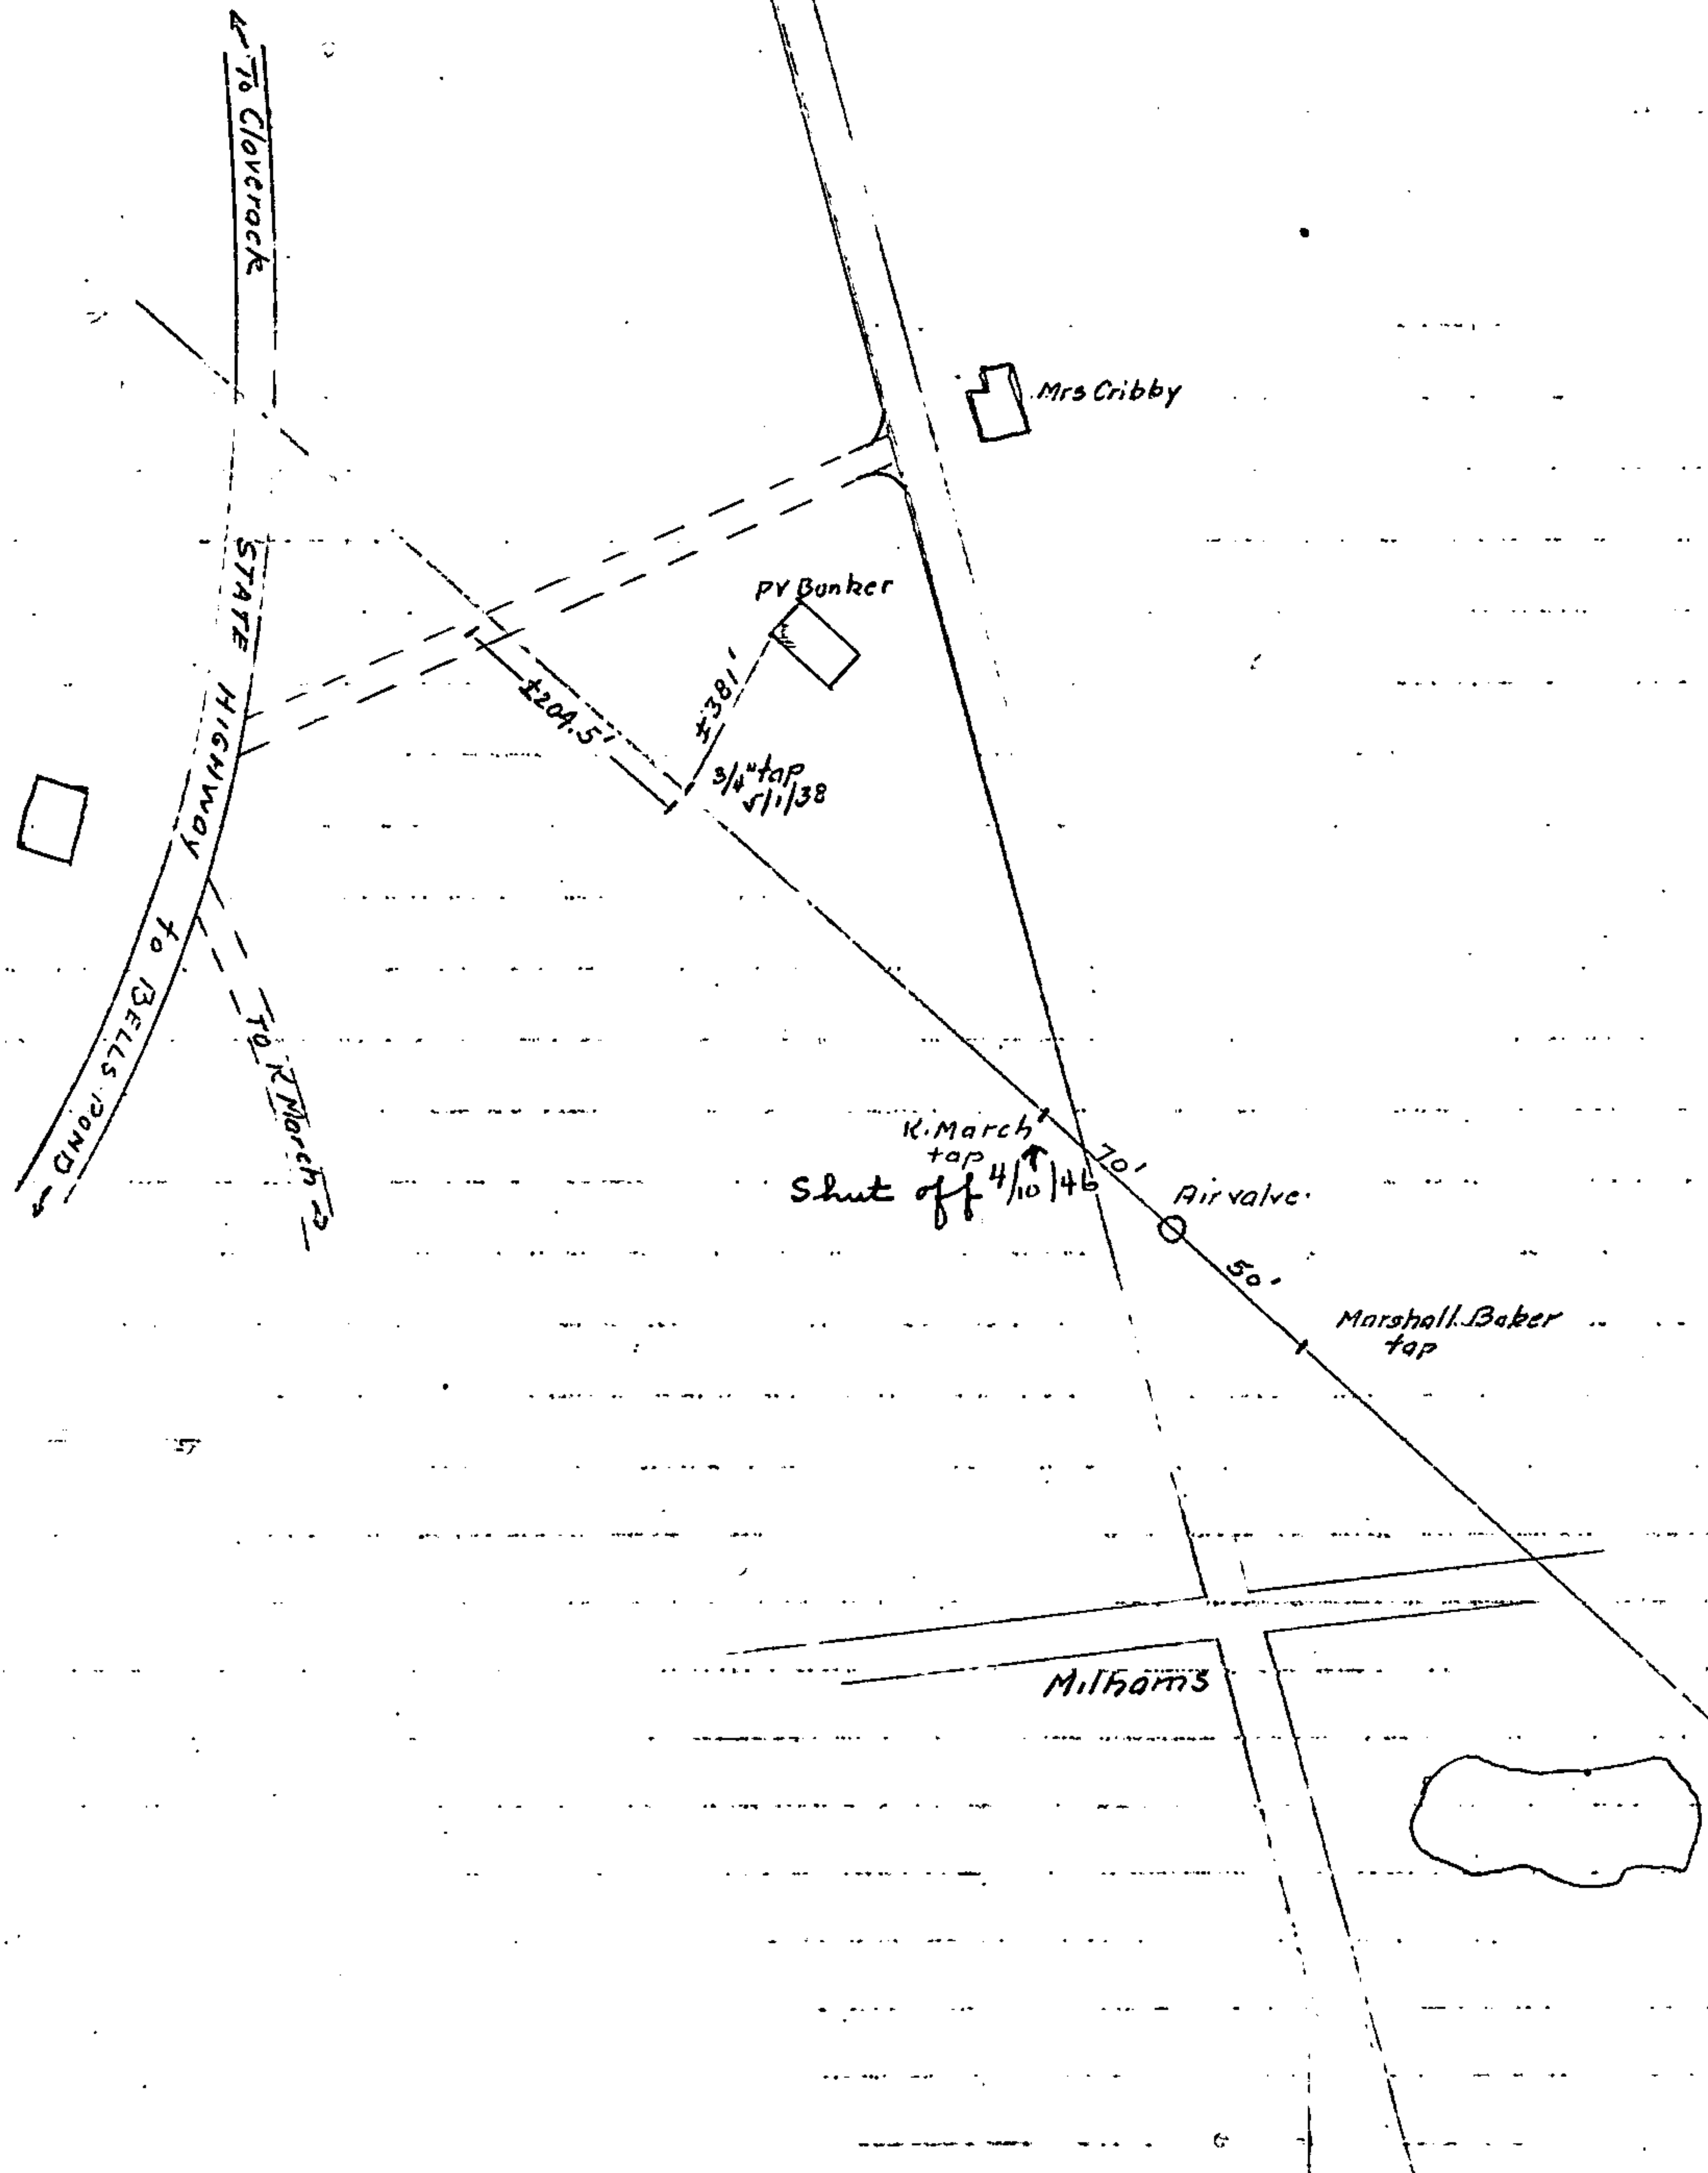 To Claverack
Mrs Cribby
STATE HIGHWAY
PV Bunker
±381'
±204.5'
3/4" tap
5/1/38
to BELLS POND
TO R March
K. March
tap
Shut off 4/10/46
70'
Air valve
50'
Marshall Baker
tap
Milhams